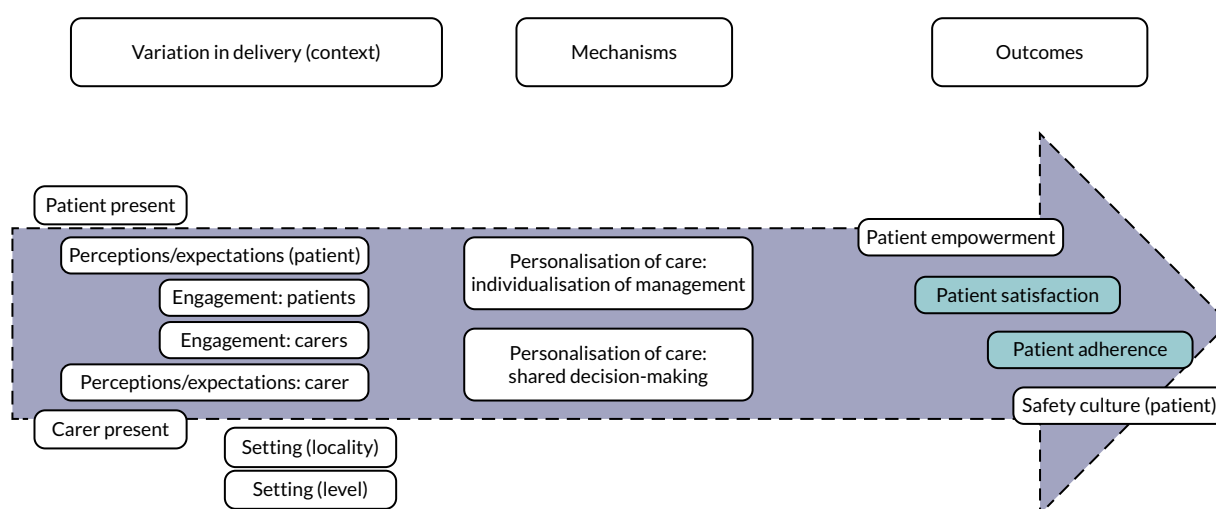 Variation in delivery (context)
Mechanisms
Outcomes
Patient present
Perceptions/expectations (patient)
Engagement: patients
Engagement: carers
Perceptions/expectations: carer
Carer present
Setting (locality)
Setting (level)
Personalisation of care:
individualisation of management
Personalisation of care:
shared decision-making
Patient empowerment
Patient satisfaction
Patient adherence
Safety culture (patient)